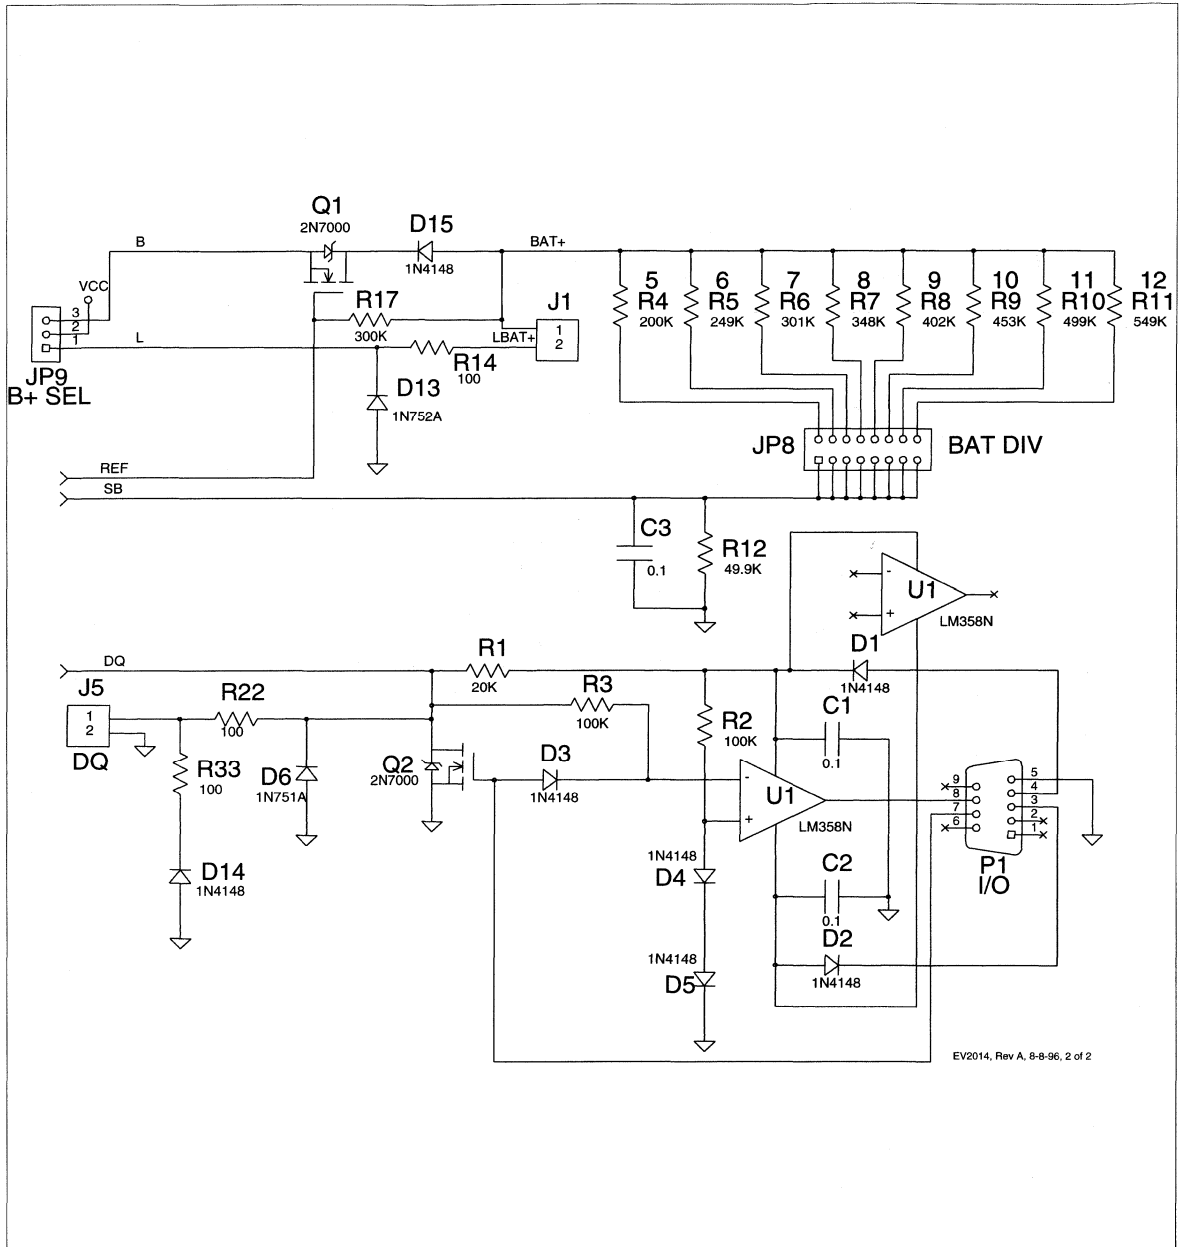 Q1
2N7000
D15
1N4148
B
BAT+
VCC
3
2
1
JP9
B+ SEL
L
R17
300K
J1
1
2
LBAT+
R14
100
D13
1N752A
REF
SB
5
R4
200K
6
R5
249K
7
R6
301K
8
R7
348K
9
R8
402K
10
R9
453K
11
R10
499K
12
R11
549K
JP8
BAT DIV
C3
0.1
R12
49.9K
-
+
U1
LM358N
DQ
J5
1
2
DQ
R22
100
R33
100
D14
1N4148
D6
1N751A
R1
20K
R3
100K
Q2
2N7000
D3
1N4148
R2
100K
D1
1N4148
C1
0.1
-
+
U1
LM358N
1N4148
D4
1N4148
D5
C2
0.1
D2
1N4148
9
8
7
6
5
4
3
2
1
P1
I/O
EV2014, Rev A, 8-8-96, 2 of 2